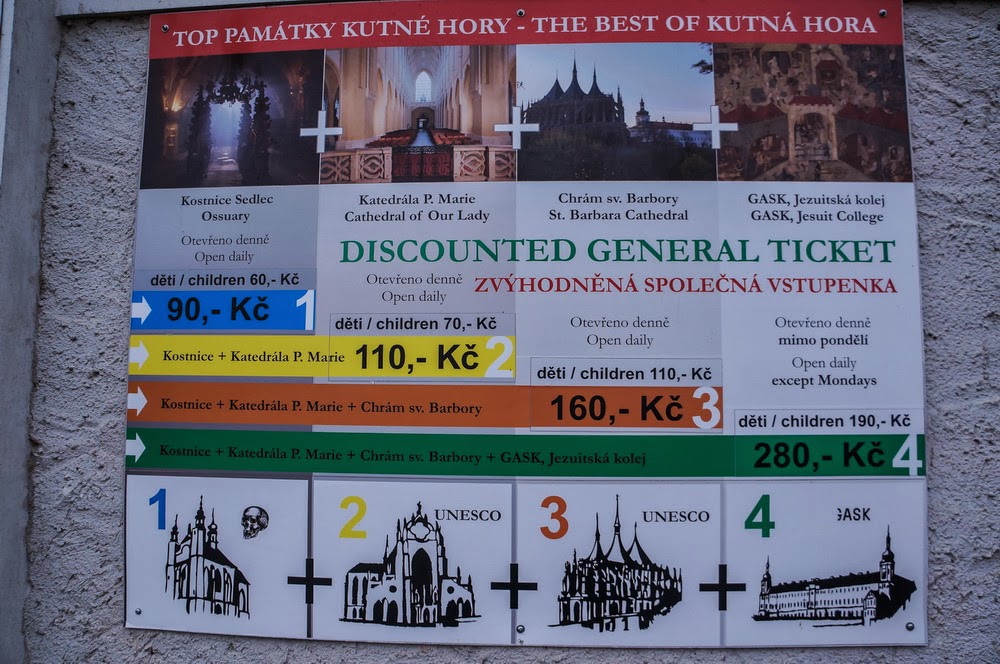 TOP PAMÁTKY KUTNÉ HORY - THE BEST OF KUTNÁ HORA
Kostnice Sedlec
Ossuary
Otevřeno denně
Open daily
děti / children 60,- Kč
90,- Kč 1
Katedrála P. Marie
Cathedral of Our Lady
Chrám sv. Barbory
St. Barbara Cathedral
GASK, Jezuitská kolej
GASK, Jesuit College
DISCOUNTED GENERAL TICKET
ZVÝHODNĚNÁ SPOLEČNÁ VSTUPENKA
Otevřeno denně
Open daily
děti / children 70,- Kč
Kostnice + Katedrála P. Marie 110,- Kč 2
Otevřeno denně
Open daily
děti / children 110,- Kč
Kostnice + Katedrála P. Marie + Chrám sv. Barbory 160,- Kč 3
Otevřeno denně
mimo pondělí
Open daily
except Mondays
děti / children 190,- Kč
Kostnice + Katedrála P. Marie + Chrám sv. Barbory + GASK, Jezuitská kolej 280,- Kč 4
1
2 UNESCO
3 UNESCO
4 GASK